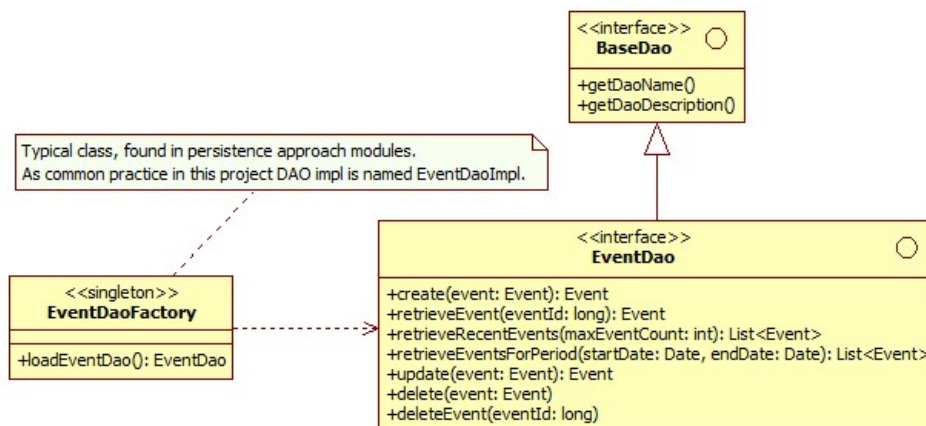 <<interface>>
BaseDao
+getDaoName()
+getDaoDescription()
Typical class, found in persistence approach modules.
As common practice in this project DAO impl is named EventDaoImpl.
<<interface>>
EventDao
+create(event: Event): Event
+retrieveEvent(eventId: long): Event
+retrieveRecentEvents(maxEventCount: int): List<Event>
+retrieveEventsForPeriod(startDate: Date, endDate: Date): List<Event>
+update(event: Event): Event
+delete(event: Event)
+deleteEvent(eventId: long)
<<singleton>>
EventDaoFactory
+loadEventDao(): EventDao